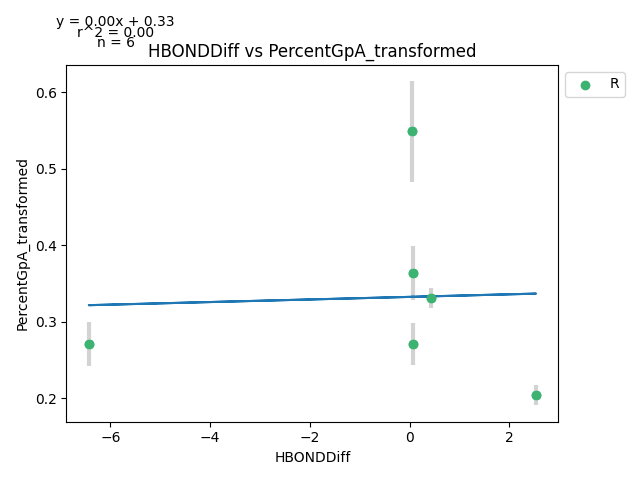 y = 0.00x + 0.33
r^2 = 0.00
n = 6
HBONDDiff vs PercentGpA_transformed
R
PercentGpA_transformed
0.6
0.5
0.4
0.3
0.2
−6
−4
−2
0
2
HBONDDiff